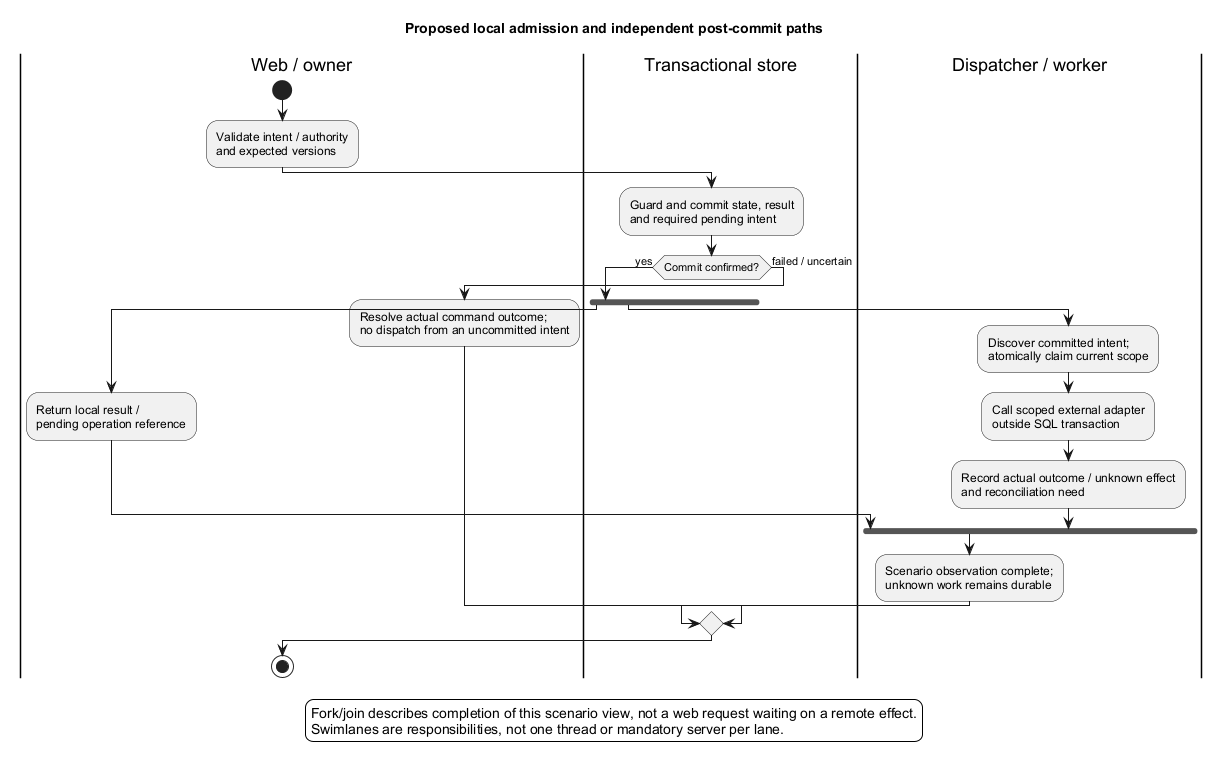 Proposed local admission and independent post-commit paths
Web / owner
Transactional store
Dispatcher / worker
Validate intent / authority
and expected versions
Guard and commit state, result
and required pending intent
yes
Commit confirmed?
failed / uncertain
Resolve actual command outcome;
no dispatch from an uncommitted intent
Discover committed intent;
atomically claim current scope
Return local result /
pending operation reference
Call scoped external adapter
outside SQL transaction
Record actual outcome / unknown effect
and reconciliation need
Scenario observation complete;
unknown work remains durable
Fork/join describes completion of this scenario view, not a web request waiting on a remote effect.
Swimlanes are responsibilities, not one thread or mandatory server per lane.